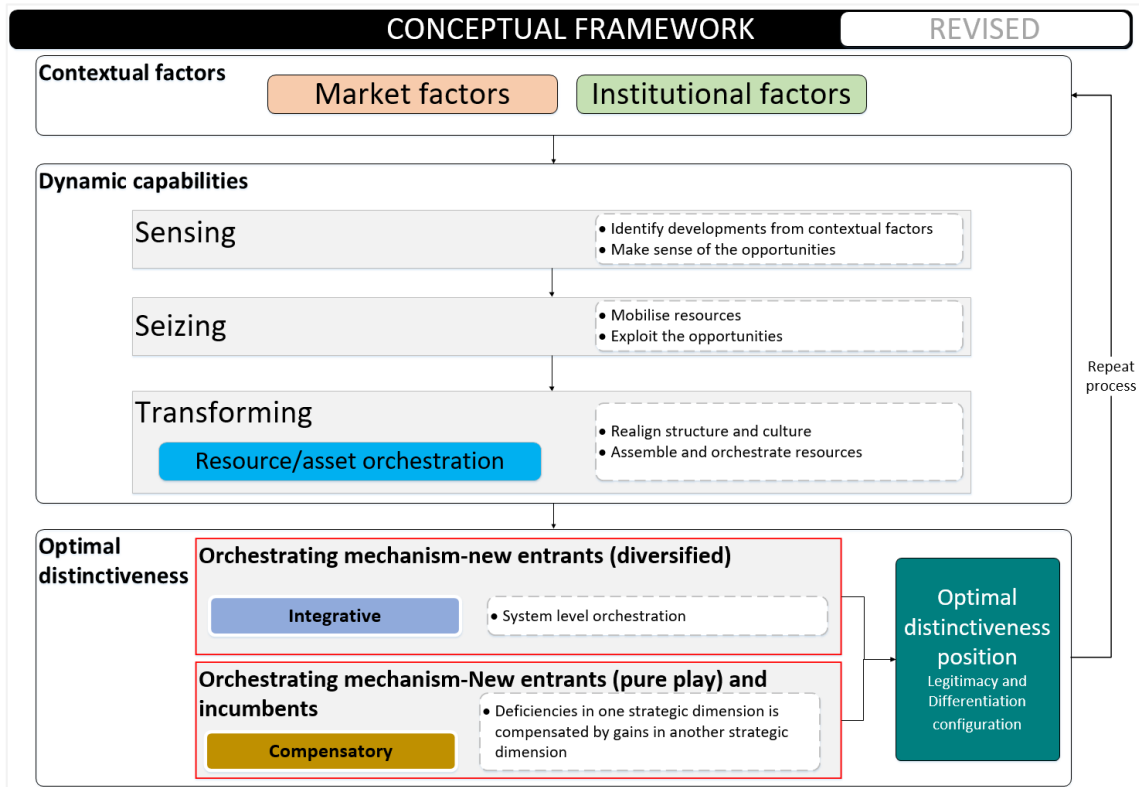 CONCEPTUAL FRAMEWORK
REVISED
Contextual factors
Market factors
Institutional factors
Dynamic capabilities
Sensing
• Identify developments from contextual factors
• Make sense of the opportunities
Seizing
• Mobilise resources
• Exploit the opportunities
Transforming
Resource/asset orchestration
• Realign structure and culture
• Assemble and orchestrate resources
Repeat
process
Optimal
distinctiveness
Orchestrating mechanism-new entrants (diversified)
Integrative
• System level orchestration
Orchestrating mechanism-New entrants (pure play) and
incumbents
Compensatory
• Deficiencies in one strategic dimension is
compensated by gains in another strategic
dimension
Optimal
distinctiveness
position
Legitimacy and
Differentiation
configuration